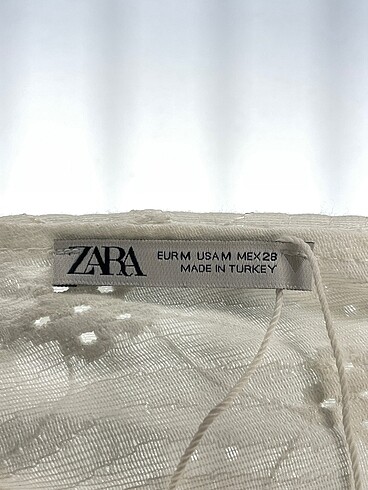 ZARA
EUR M USA M MEX 28
MADE IN TURKEY